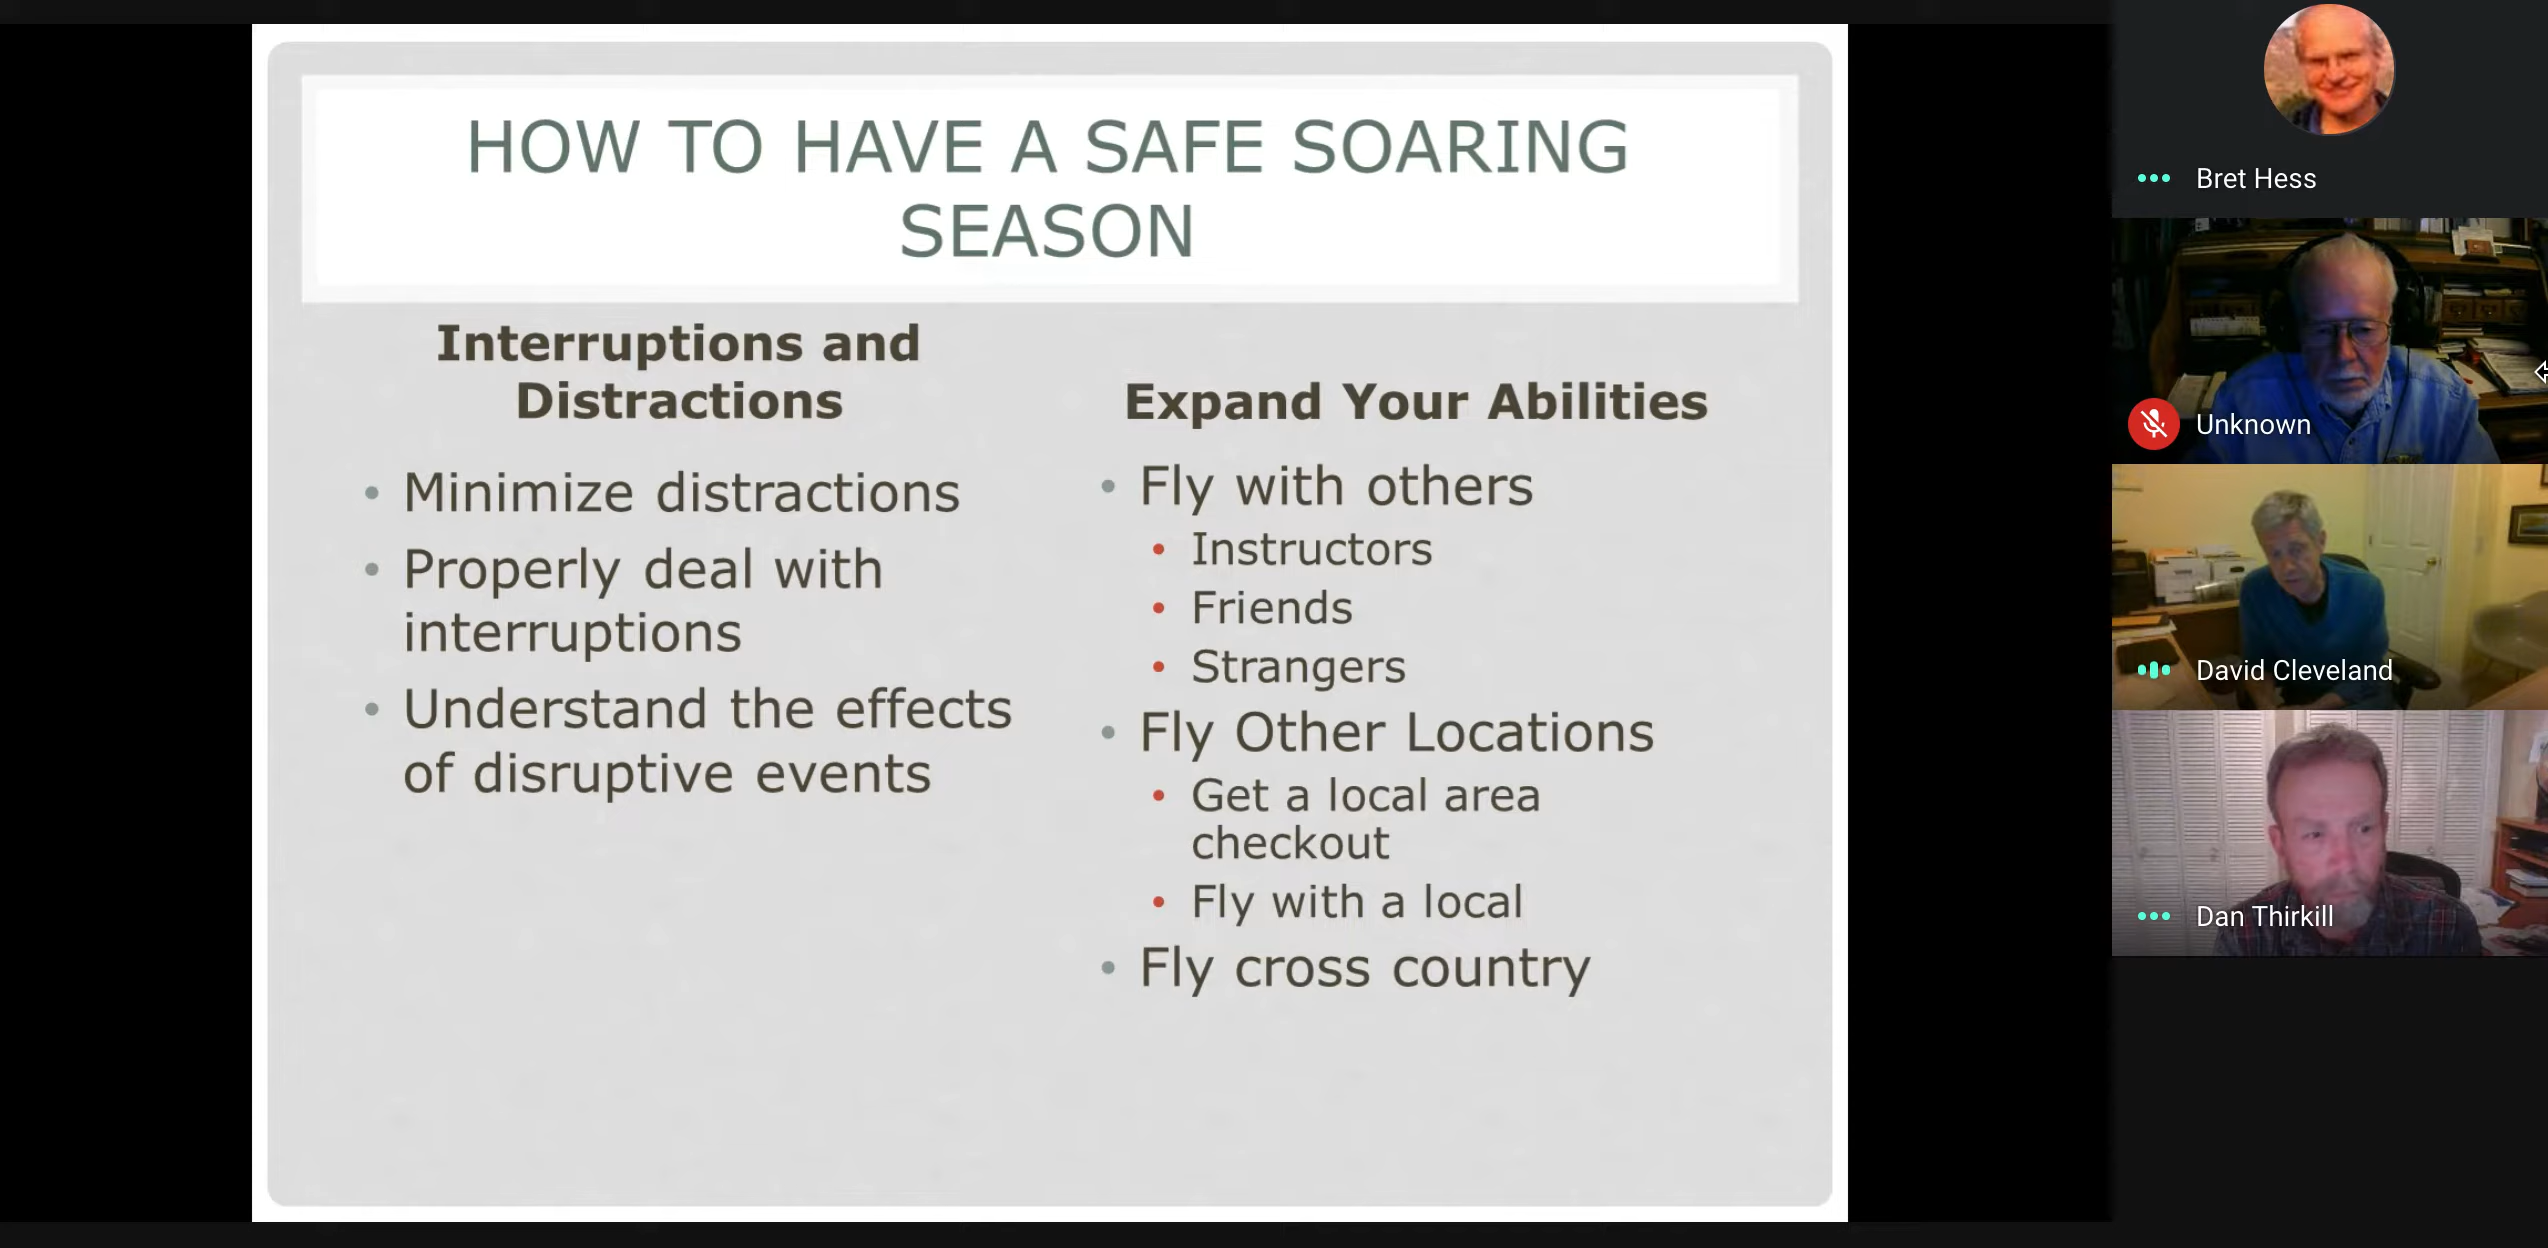 HOW TO HAVE A SAFE SOARING
SEASON
Interruptions and
Distractions
• Minimize distractions
• Properly deal with
interruptions
• Understand the effects
of disruptive events
Expand Your Abilities
• Fly with others
• Instructors
• Friends
• Strangers
• Fly Other Locations
• Get a local area
checkout
• Fly with a local
• Fly cross country
Bret Hess
Unknown
David Cleveland
Dan Thirkill